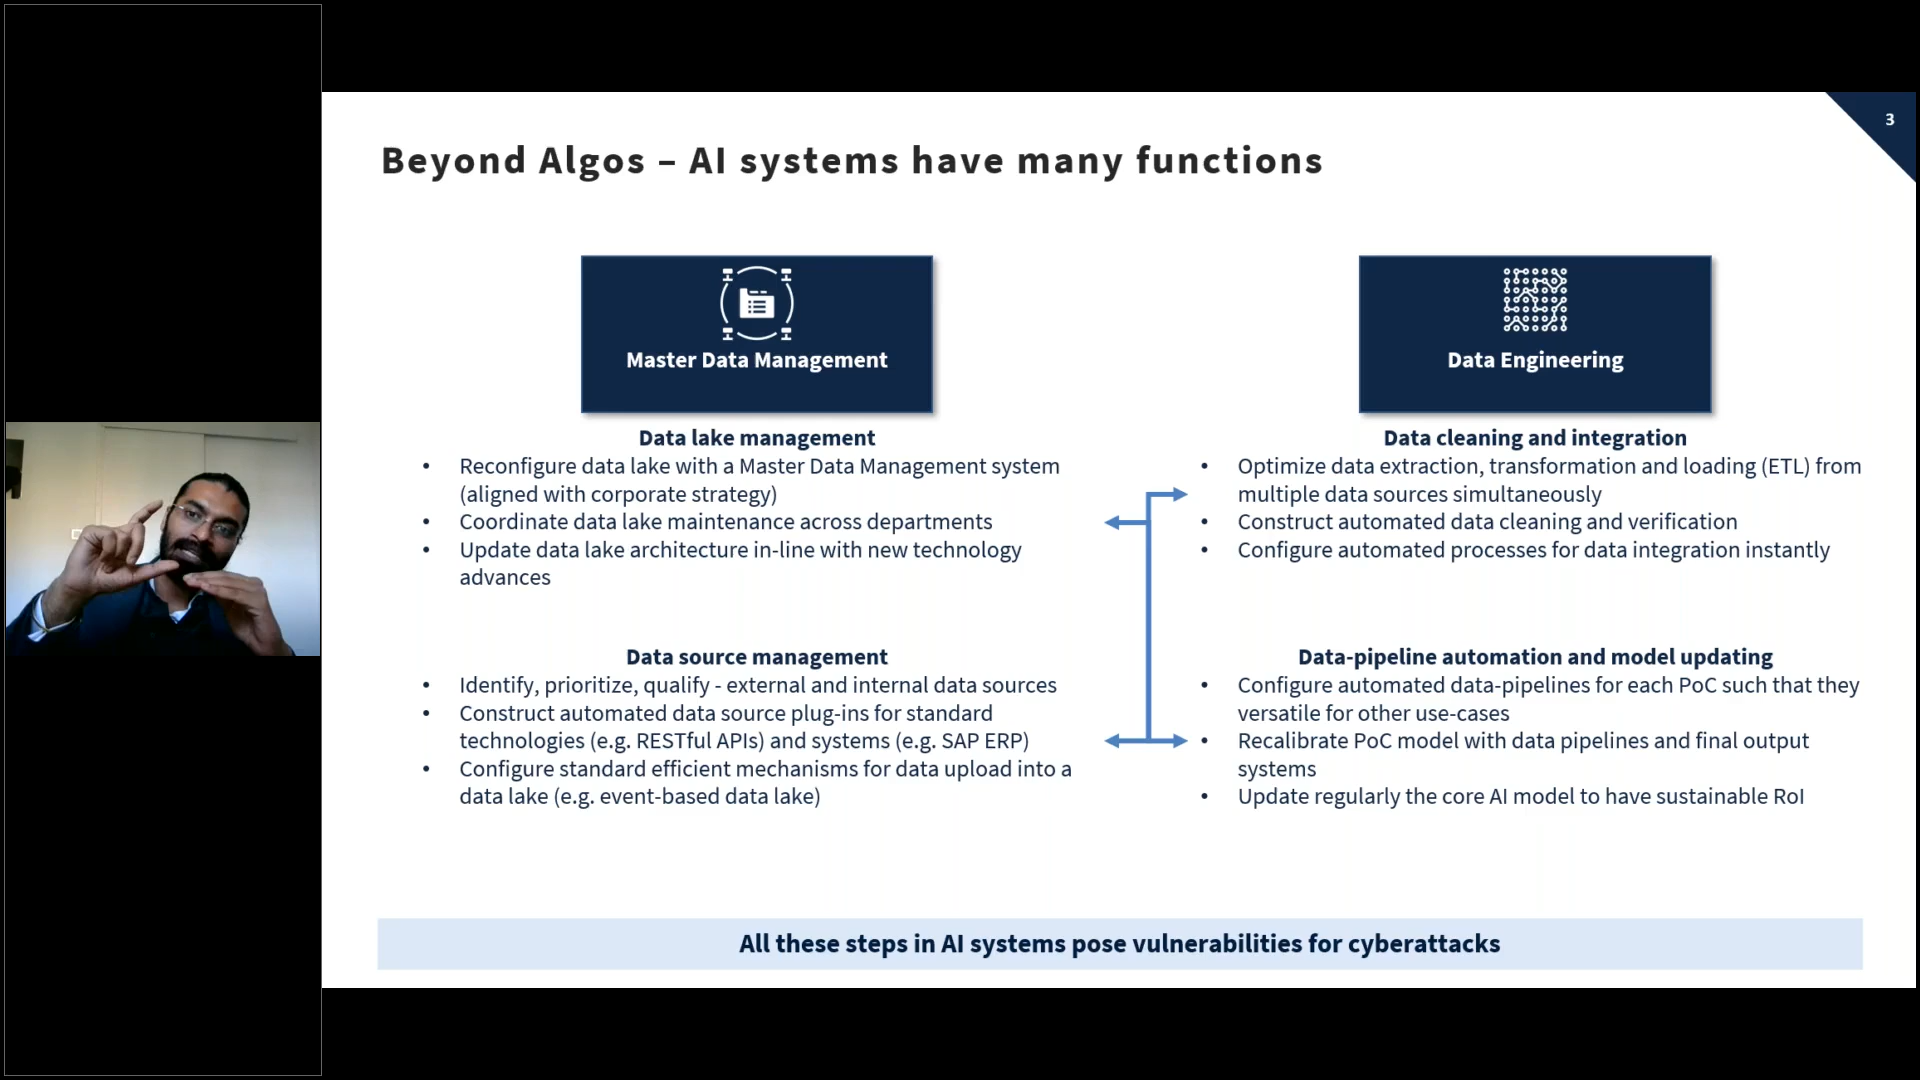 3
Beyond Algos – AI systems have many functions
Master Data Management
Data lake management
• Reconfigure data lake with a Master Data Management system
(aligned with corporate strategy)
• Coordinate data lake maintenance across departments
• Update data lake architecture in-line with new technology
advances
Data source management
• Identify, prioritize, qualify - external and internal data sources
• Construct automated data source plug-ins for standard
technologies (e.g. RESTful APIs) and systems (e.g. SAP ERP)
• Configure standard efficient mechanisms for data upload into a
data lake (e.g. event-based data lake)
Data Engineering
Data cleaning and integration
• Optimize data extraction, transformation and loading (ETL) from
multiple data sources simultaneously
• Construct automated data cleaning and verification
• Configure automated processes for data integration instantly
Data-pipeline automation and model updating
• Configure automated data-pipelines for each PoC such that they
versatile for other use-cases
• Recalibrate PoC model with data pipelines and final output
systems
• Update regularly the core AI model to have sustainable RoI
All these steps in AI systems pose vulnerabilities for cyberattacks